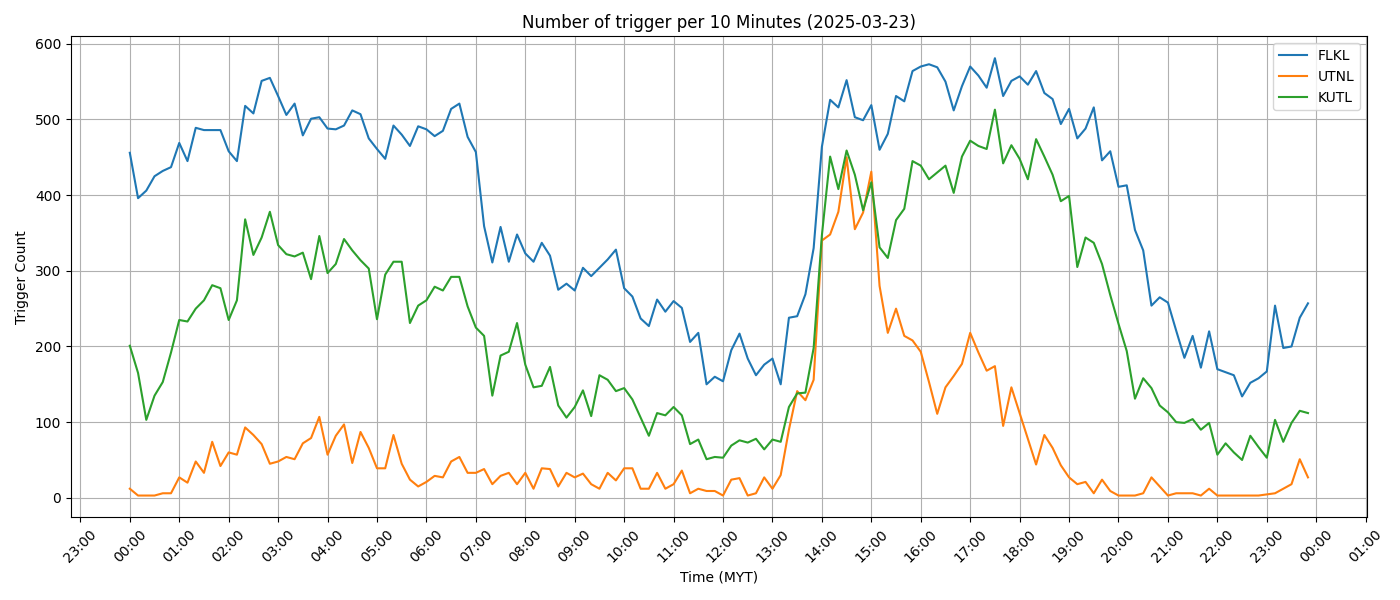 Number of trigger per 10 Minutes (2025-03-23)
FLKL
UTNL
KUTL
Trigger Count
600
500
400
300
200
100
0
23:00 00:00 01:00 02:00 03:00 04:00 05:00 06:00 07:00 08:00 09:00 10:00 11:00 12:00 13:00 14:00 15:00 16:00 17:00 18:00 19:00 20:00 21:00 22:00 23:00 00:00 01:00
Time (MYT)